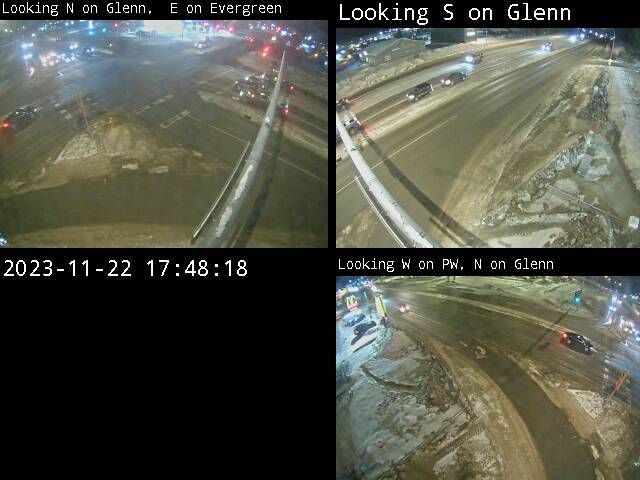 Looking N on Glenn,  E on Evergreen
Looking S on Glenn
2023-11-22 17:48:18
Looking W on PW, N on Glenn